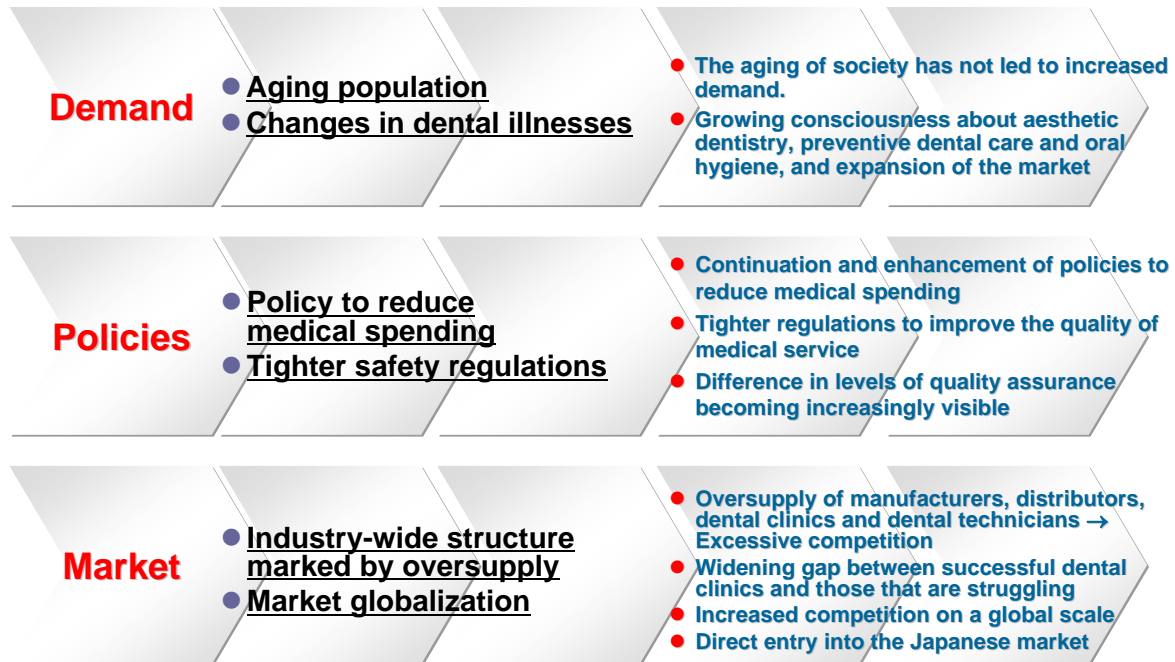 Demand
● Aging population
● Changes in dental illnesses
● The aging of society has not led to increased
demand.
● Growing consciousness about aesthetic
dentistry, preventive dental care and oral
hygiene, and expansion of the market
Policies
● Policy to reduce
medical spending
● Tighter safety regulations
● Continuation and enhancement of policies to
reduce medical spending
● Tighter regulations to improve the quality of
medical service
● Difference in levels of quality assurance
becoming increasingly visible
Market
● Industry-wide structure
marked by oversupply
● Market globalization
● Oversupply of manufacturers, distributors,
dental clinics and dental technicians →
Excessive competition
● Widening gap between successful dental
clinics and those that are struggling
● Increased competition on a global scale
● Direct entry into the Japanese market